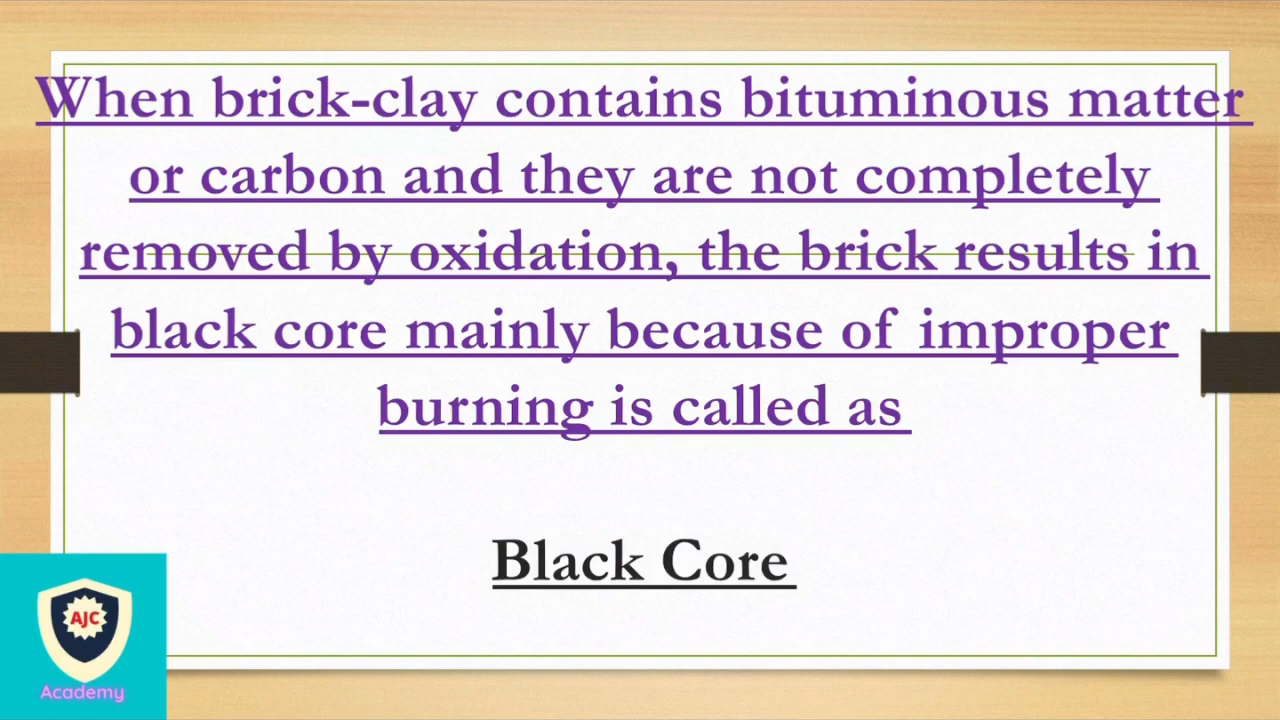 When brick-clay contains bituminous matter
or carbon and they are not completely
removed by oxidation, the brick results in
black core mainly because of improper
burning is called as
Black Core
AJC
Academy